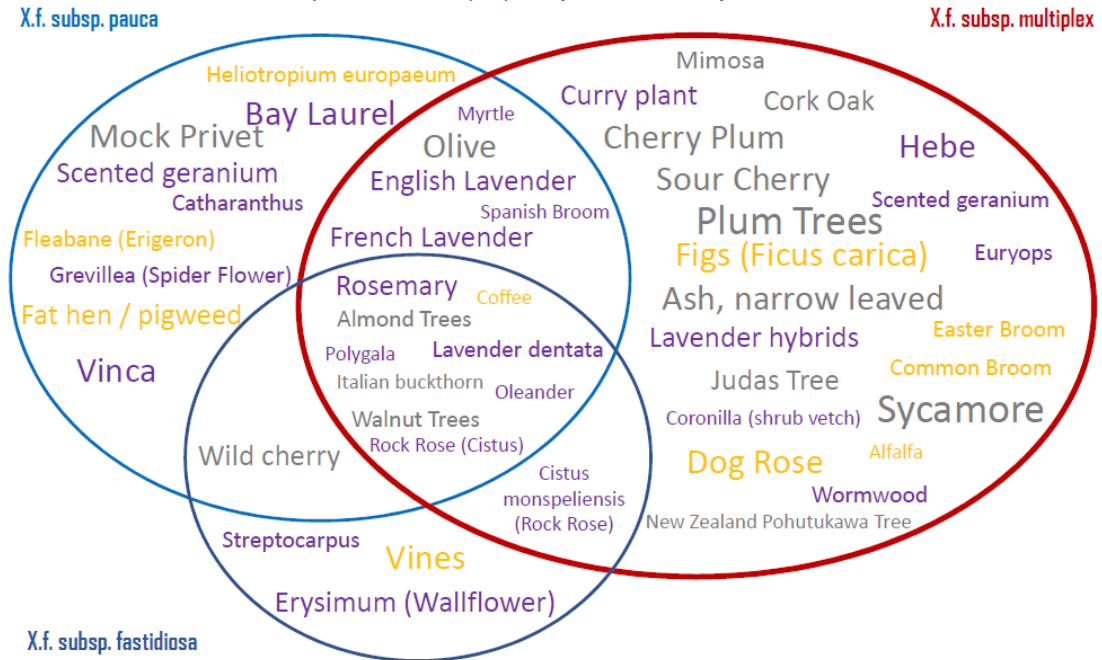 X.f. subsp. pauca
X.f. subsp. multiplex
Heliotropium europaeum
Bay Laurel
Mock Privet
Scented geranium
Catharanthus
Fleabane (Erigeron)
Grevillea (Spider Flower)
Fat hen / pigweed
Vinca
Myrtle
Olive
English Lavender
Spanish Broom
French Lavender
Rosemary
Coffee
Almond Trees
Polygala
Lavender dentata
Italian buckthorn
Oleander
Walnut Trees
Rock Rose (Cistus)
Wild cherry
Cistus
monspeliensis
(Rock Rose)
Mimosa
Curry plant
Cork Oak
Cherry Plum
Hebe
Sour Cherry
Scented geranium
Plum Trees
Euryops
Figs (Ficus carica)
Ash, narrow leaved
Easter Broom
Lavender hybrids
Common Broom
Judas Tree
Sycamore
Coronilla (shrub vetch)
Alfalfa
Dog Rose
Wormwood
New Zealand Pohutukawa Tree
Streptocarpus
Vines
Erysimum (Wallflower)
X.f. subsp. fastidiosa